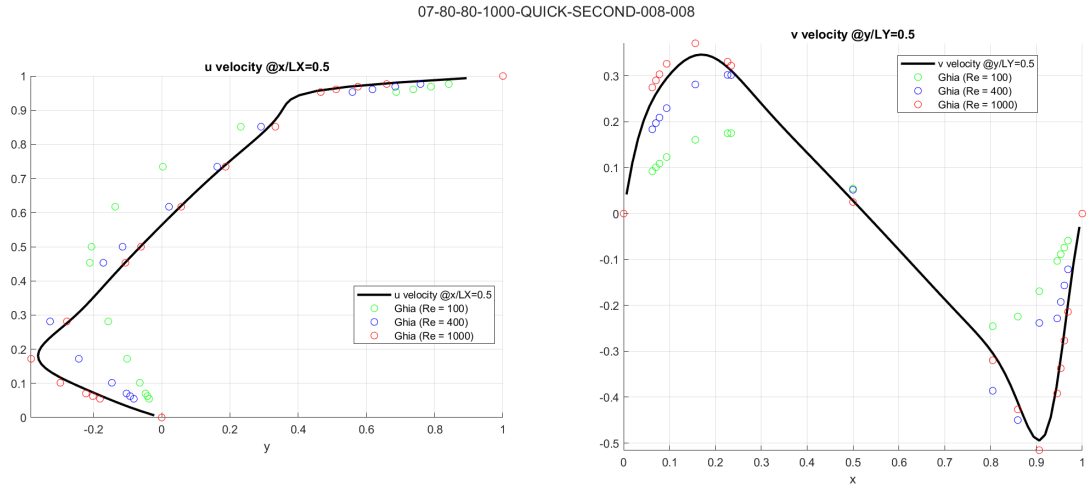 07-80-80-1000-QUICK-SECOND-008-008
u velocity @x/LX=0.5
1
0.9
0.8
0.7
0.6
0.5
0.4
0.3
0.2
0.1
0
-0.2
0
0.2
0.4
0.6
0.8
1
y
u velocity @x/LX=0.5
Ghia (Re = 100)
Ghia (Re = 400)
Ghia (Re = 1000)
v velocity @y/LY=0.5
0.3
0.2
0.1
0
-0.1
-0.2
-0.3
-0.4
-0.5
0
0.1
0.2
0.3
0.4
0.5
0.6
0.7
0.8
0.9
1
x
v velocity @y/LY=0.5
Ghia (Re = 100)
Ghia (Re = 400)
Ghia (Re = 1000)